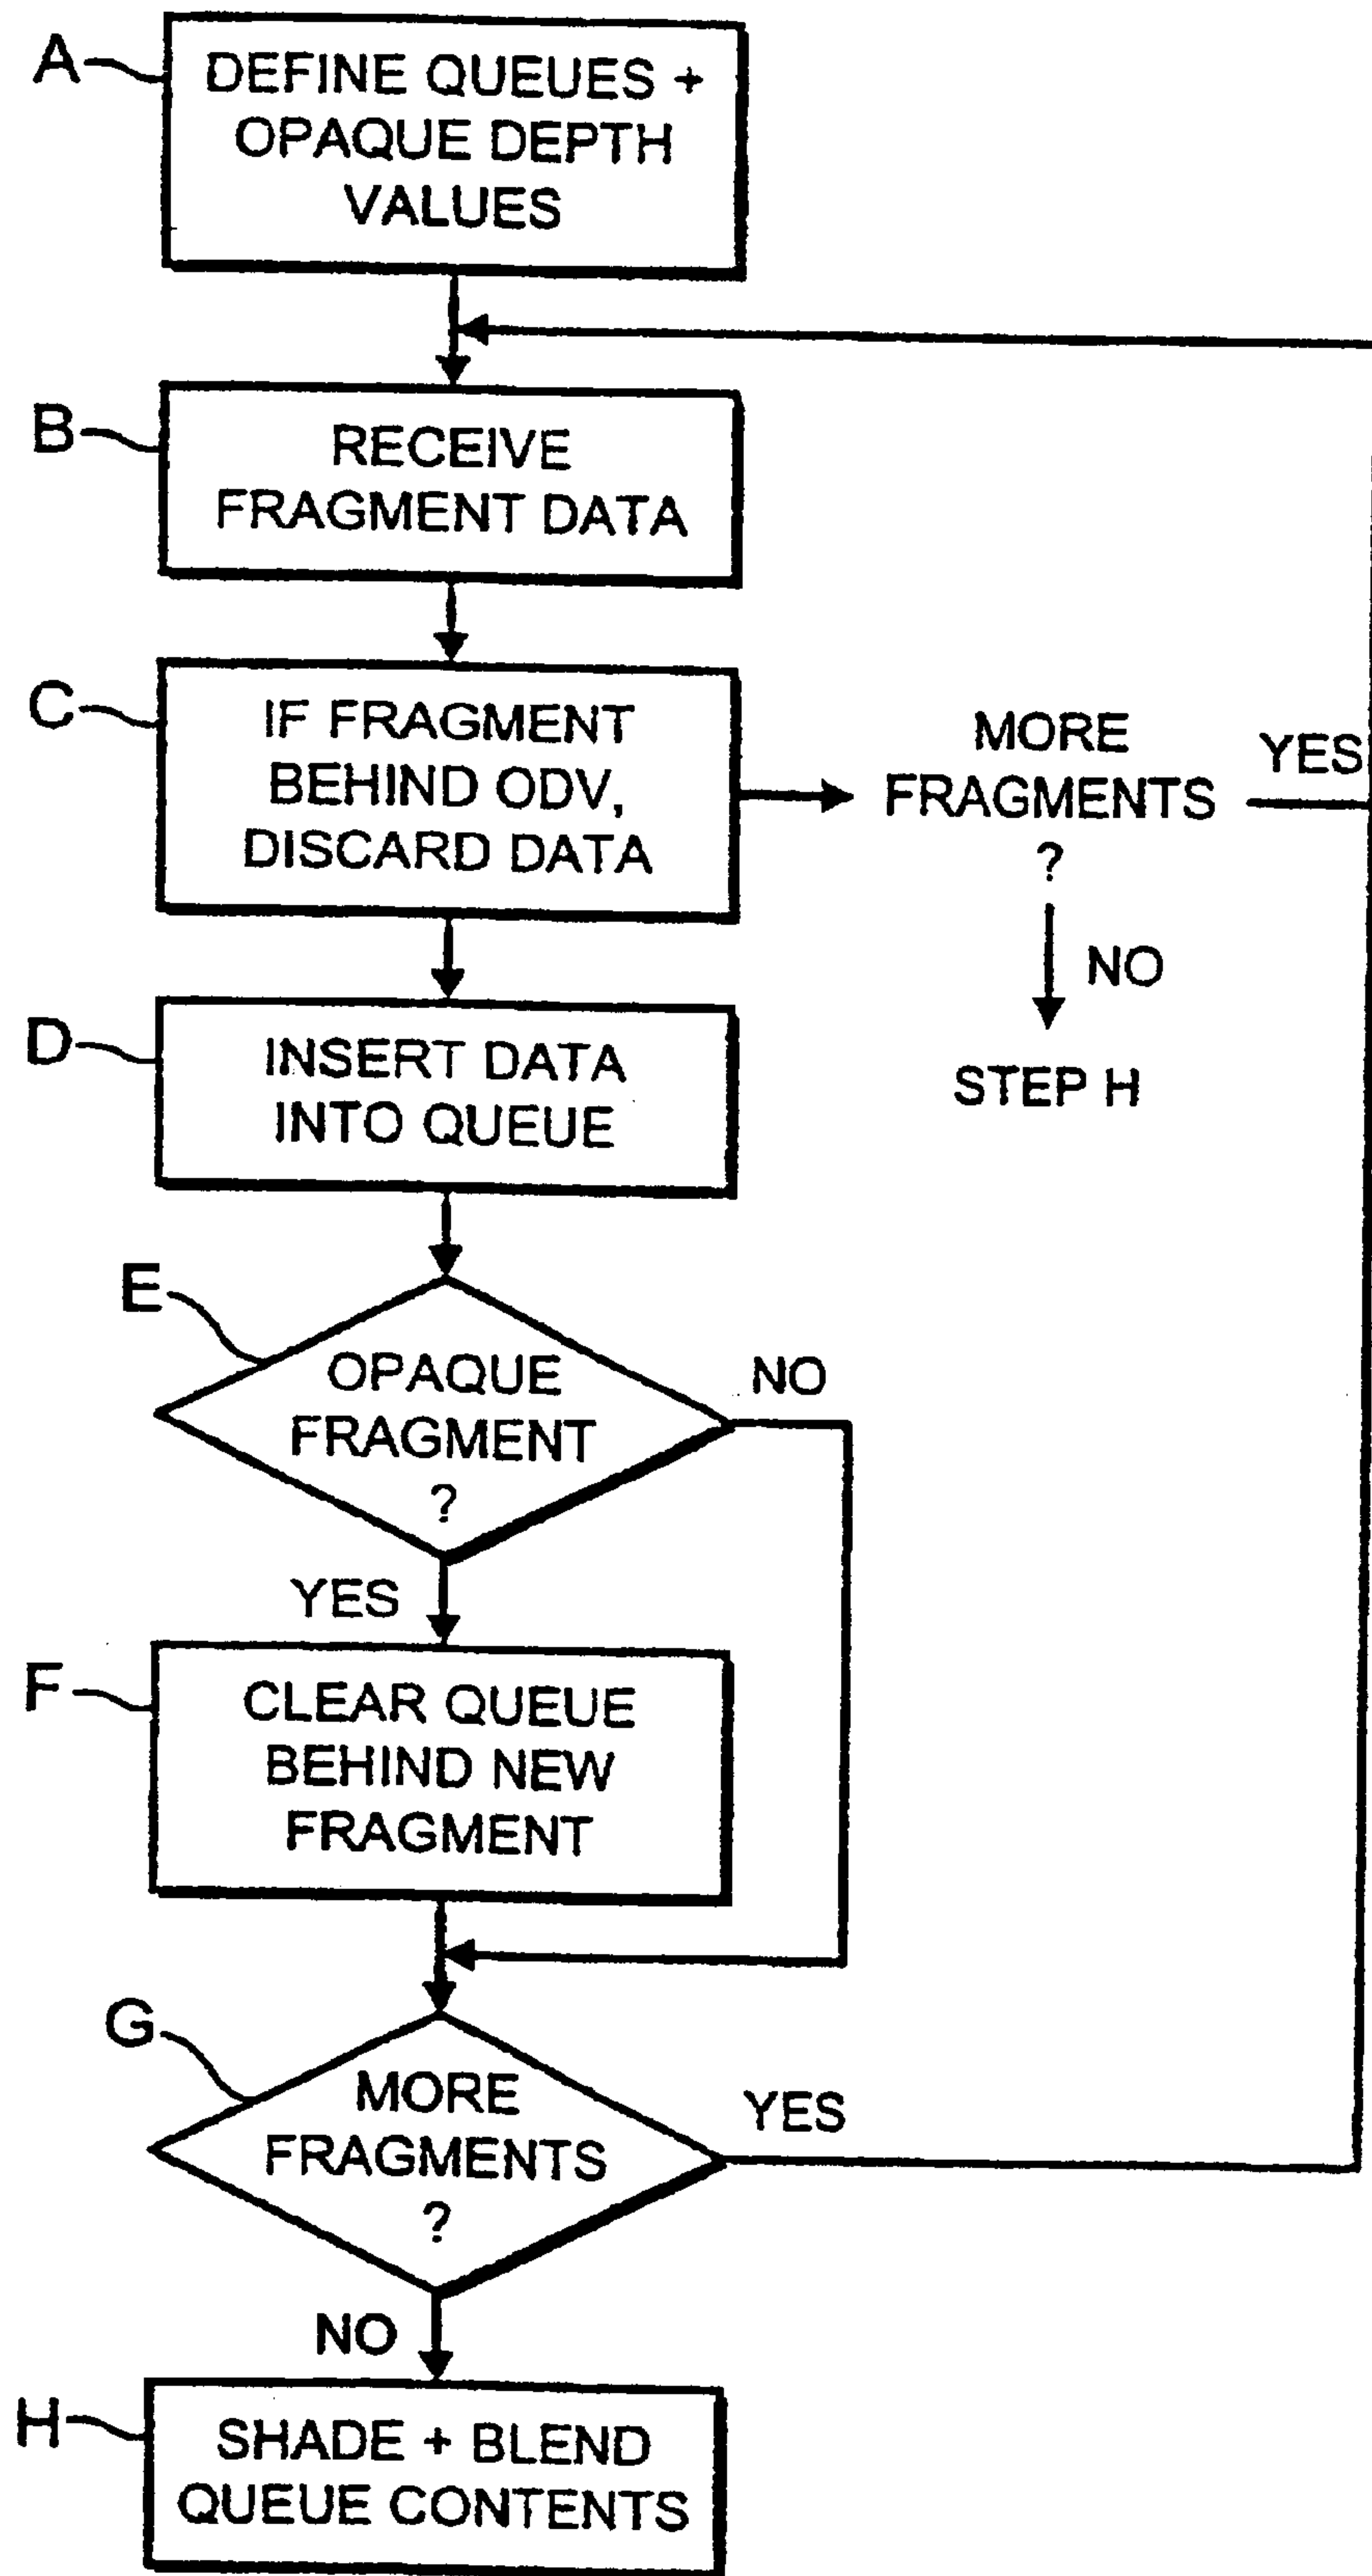 A
DEFINE QUEUES +
OPAQUE DEPTH
VALUES
B
RECEIVE
FRAGMENT DATA
C
IF FRAGMENT
BEHIND ODV,
DISCARD DATA
MORE
FRAGMENTS
?
YES
NO
STEP H
D
INSERT DATA
INTO QUEUE
E
OPAQUE
FRAGMENT
?
NO
YES
F
CLEAR QUEUE
BEHIND NEW
FRAGMENT
G
MORE
FRAGMENTS
?
YES
NO
H
SHADE + BLEND
QUEUE CONTENTS